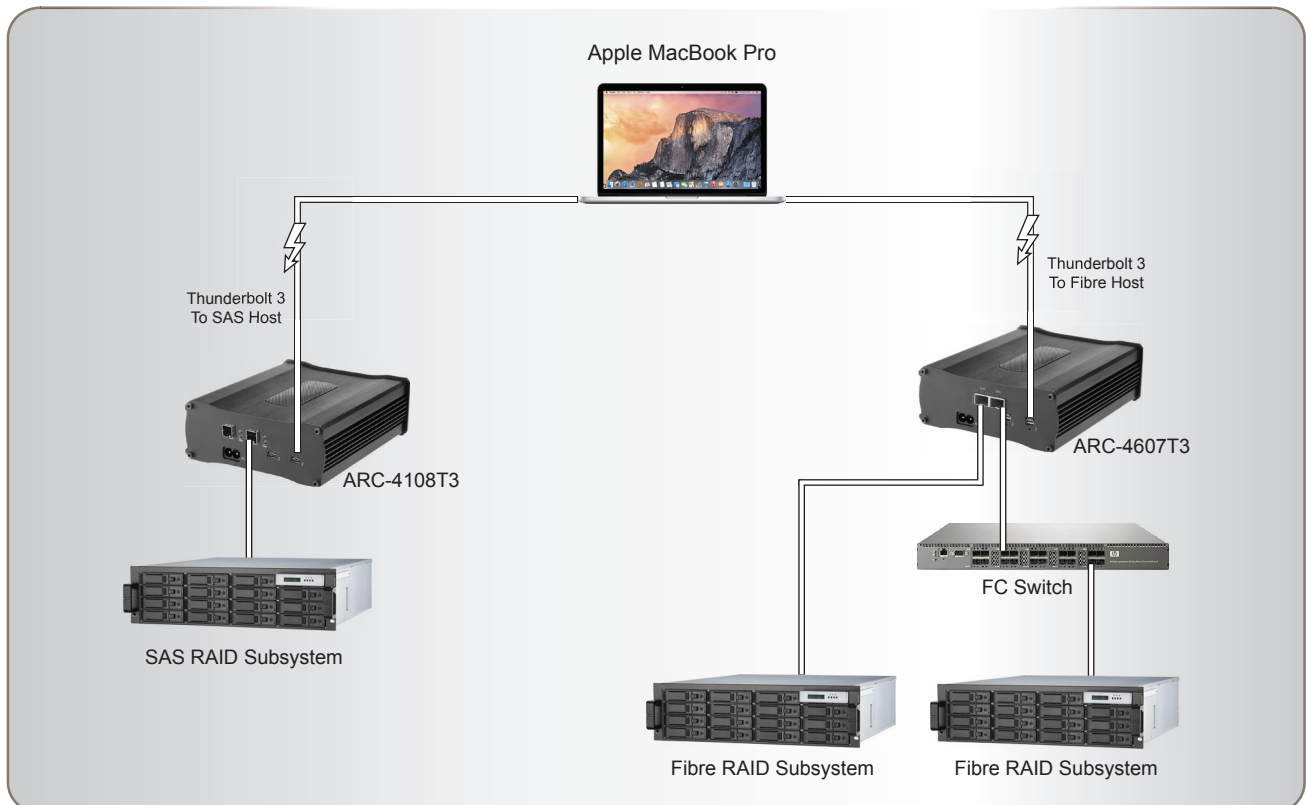 Apple MacBook Pro
Thunderbolt 3
To SAS Host
Thunderbolt 3
To Fibre Host
ARC-4108T3
ARC-4607T3
FC Switch
SAS RAID Subsystem
Fibre RAID Subsystem
Fibre RAID Subsystem